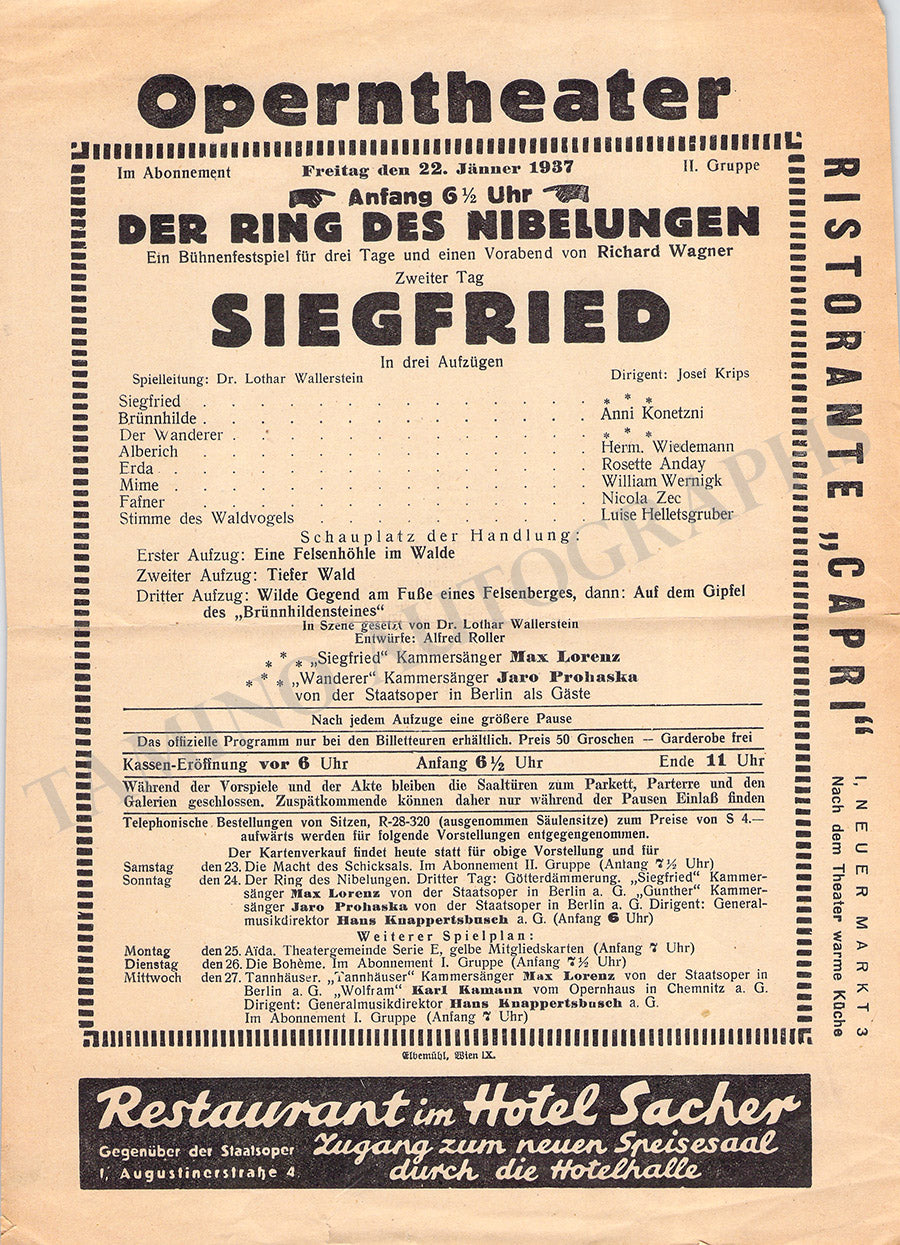 Operntheater
Im Abonnement Freitag den 22. Jänner 1937 II. Gruppe
Anfang 6½ Uhr
DER RING DES NIBELUNGEN
Ein Bühnenfestspiel für drei Tage und einen Vorabend von Richard Wagner
Zweiter Tag
SIEGFRIED
In drei Aufzügen
Spielleitung: Dr. Lothar Wallerstein Dirigent: Josef Krips
Siegfried . . . . . . . . . . . . . . * * *
Brünnhilde . . . . . . . . . . . . . . Anni Konetzni
Der Wanderer . . . . . . . . . . . . . * * *
Alberich . . . . . . . . . . . . . . Herm. Wiedemann
Erda . . . . . . . . . . . . . . . Rosette Anday
Mime . . . . . . . . . . . . . . . William Wernigk
Fafner . . . . . . . . . . . . . . Nicola Zec
Stimme des Waldvogels . . . . . . . . . . Luise Helletsgruber
Schauplatz der Handlung:
Erster Aufzug: Eine Felsenhöhle im Walde
Zweiter Aufzug: Tiefer Wald
Dritter Aufzug: Wilde Gegend am Fuße eines Felsenberges, dann: Auf dem Gipfel
des „Brünnhildensteines“
In Szene gesetzt von Dr. Lothar Wallerstein
Entwürfe: Alfred Roller
* * * „Siegfried“ Kammersänger Max Lorenz
* * * „Wanderer“ Kammersänger Jaro Prohaska
von der Staatsoper in Berlin als Gäste
Nach jedem Aufzuge eine größere Pause
Das offizielle Programm nur bei den Billetteuren erhältlich. Preis 50 Groschen — Garderobe frei
Kassen-Eröffnung vor 6 Uhr Anfang 6½ Uhr Ende 11 Uhr
Während der Vorspiele und der Akte bleiben die Saaltüren zum Parkett, Parterre und den
Galerien geschlossen. Zuspätkommende können daher nur während der Pausen Einlaß finden
Telephonische Bestellungen von Sitzen, R-28-320 (ausgenommen Säulensitze) zum Preise von S 4.—
aufwärts werden für folgende Vorstellungen entgegengenommen.
Der Kartenverkauf findet heute statt für obige Vorstellung und für
Samstag den 23. Die Macht des Schicksals. Im Abonnement II. Gruppe (Anfang 7½ Uhr)
Sonntag den 24. Der Ring des Nibelungen. Dritter Tag: Götterdämmerung. „Siegfried“ Kammer-
sänger Max Lorenz von der Staatsoper in Berlin a. G. „Gunther“ Kammer-
sänger Jaro Prohaska von der Staatsoper in Berlin a. G. Dirigent: General-
musikdirektor Hans Knappertsbusch a. G. (Anfang 6 Uhr)
Weiterer Spielplan:
Montag den 25. Aïda. Theatergemeinde Serie E, gelbe Mitgliedskarten (Anfang 7 Uhr)
Dienstag den 26. Die Bohème. Im Abonnement I. Gruppe (Anfang 7½ Uhr)
Mittwoch den 27. Tannhäuser. „Tannhäuser“ Kammersänger Max Lorenz von der Staatsoper in
Berlin a. G. „Wolfram“ Karl Kamann vom Opernhaus in Chemnitz a. G.
Dirigent: Generalmusikdirektor Hans Knappertsbusch a. G.
Im Abonnement I. Gruppe (Anfang 7 Uhr)
Elbemühl, Wien IX.
RISTORANTE „CAPRI“
I, NEUER MARKT 3
Nach dem Theater warme Küche
Restaurant im Hotel Sacher
Gegenüber der Staatsoper
I, Augustinerstraße 4
Zugang zum neuen Speisesaal
durch die Hotelhalle
TAMINO AUTOGRAPHS